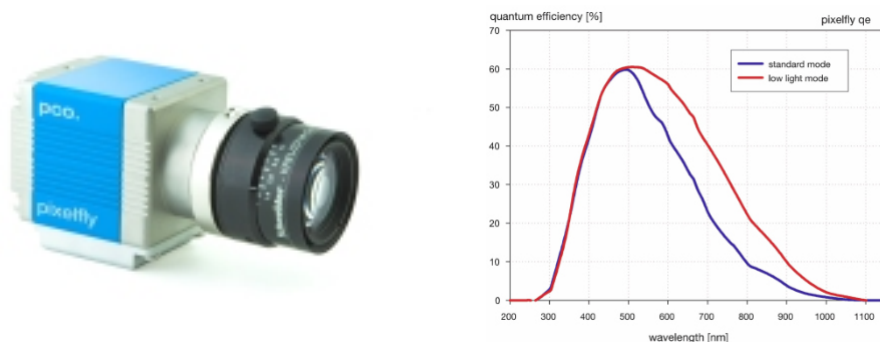 pco.
pixelfly
quantum efficiency [%]
pixelfly qe
70
60
50
40
30
20
10
0
standard mode
low light mode
200 300 400 500 600 700 800 900 1000 1100
wavelength [nm]